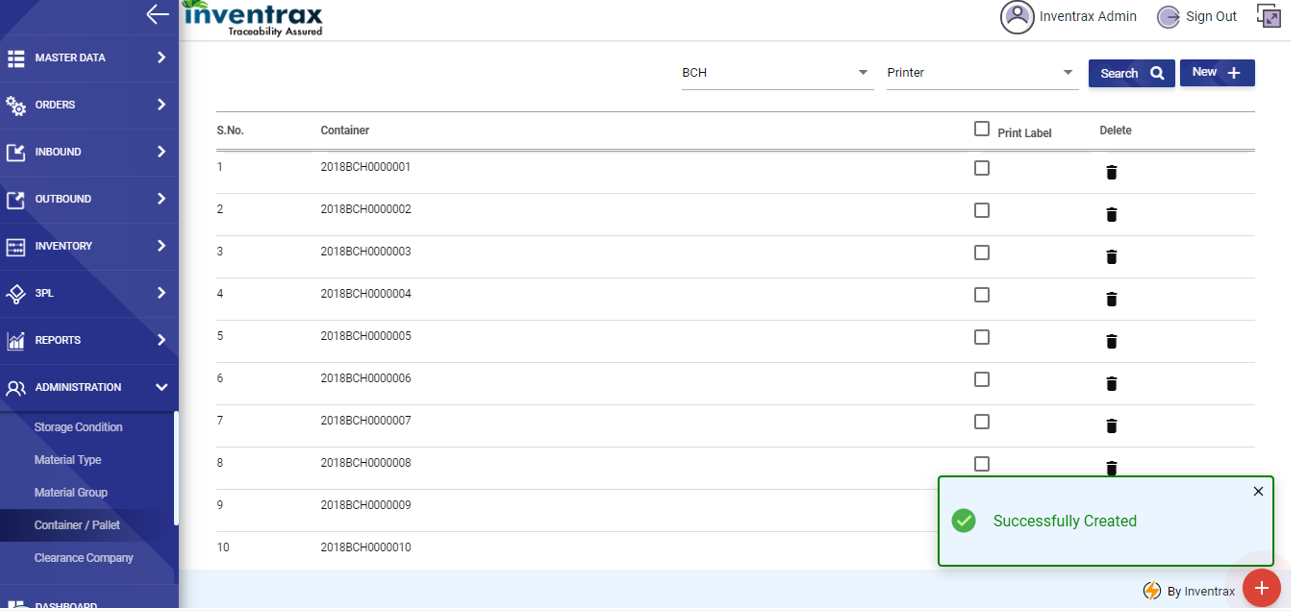 inventrax
Traceability Assured
Inventrax Admin
Sign Out
MASTER DATA
ORDERS
INBOUND
OUTBOUND
INVENTORY
3PL
REPORTS
ADMINISTRATION
Storage Condition
Material Type
Material Group
Container / Pallet
Clearance Company
DASHBOARD
BCH
Printer
Search
New
S.No. Container Print Label Delete
1 2018BCH0000001
2 2018BCH0000002
3 2018BCH0000003
4 2018BCH0000004
5 2018BCH0000005
6 2018BCH0000006
7 2018BCH0000007
8 2018BCH0000008
9 2018BCH0000009
10 2018BCH0000010
Successfully Created
By Inventrax